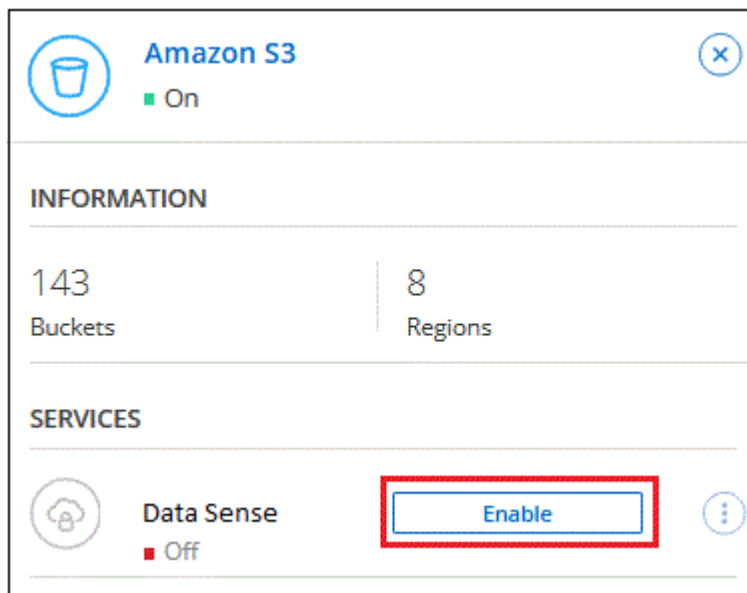 Amazon S3
On
INFORMATION
143
Buckets
8
Regions
SERVICES
Data Sense
Enable
Off